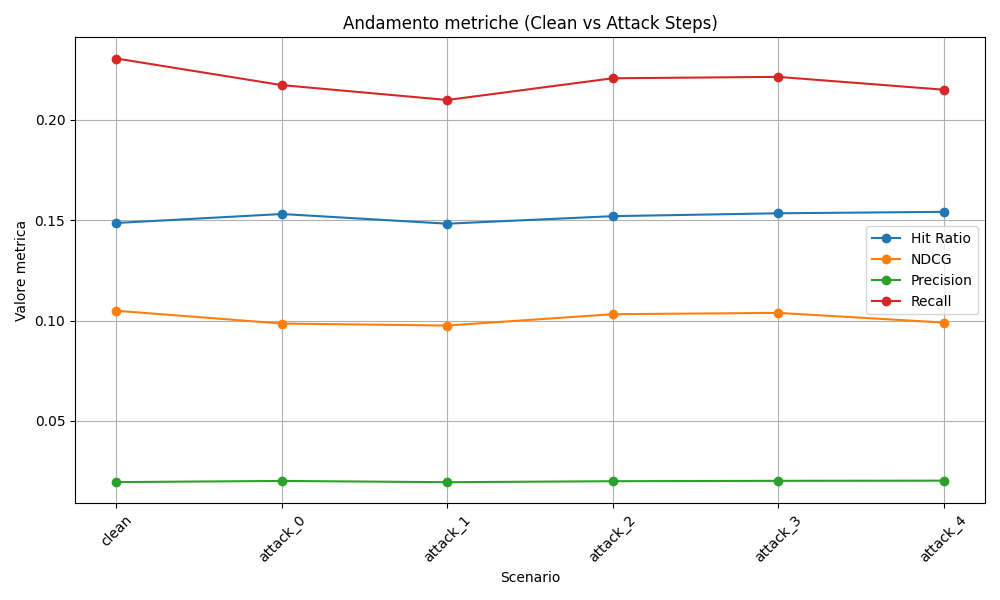 Andamento metriche (Clean vs Attack Steps)
Valore metrica
0.20
0.15
0.10
0.05
Hit Ratio
NDCG
Precision
Recall
clean
attack_0
attack_1
attack_2
attack_3
attack_4
Scenario